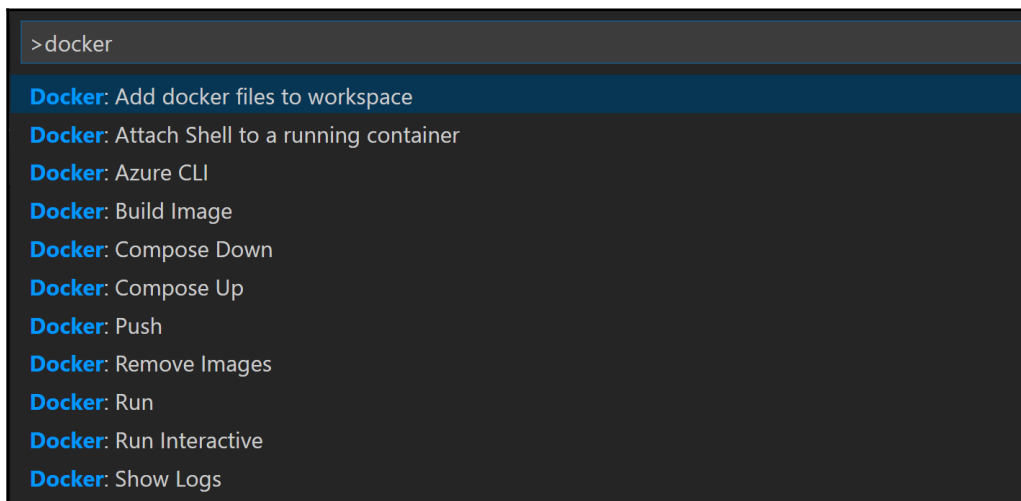 >docker
Docker: Add docker files to workspace
Docker: Attach Shell to a running container
Docker: Azure CLI
Docker: Build Image
Docker: Compose Down
Docker: Compose Up
Docker: Push
Docker: Remove Images
Docker: Run
Docker: Run Interactive
Docker: Show Logs